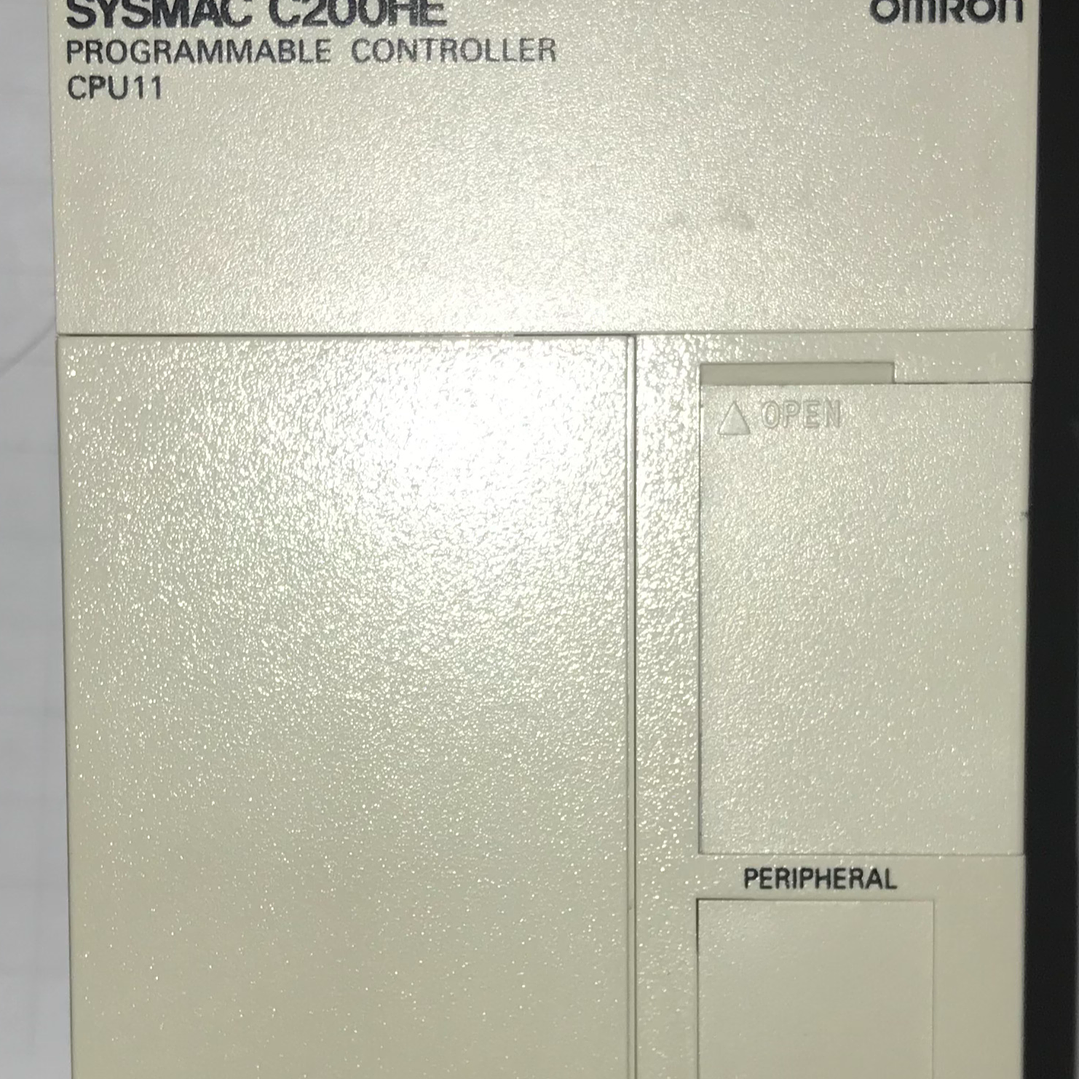 SYSMAC C200HE
omron
PROGRAMMABLE CONTROLLER
CPU11
△ OPEN
PERIPHERAL